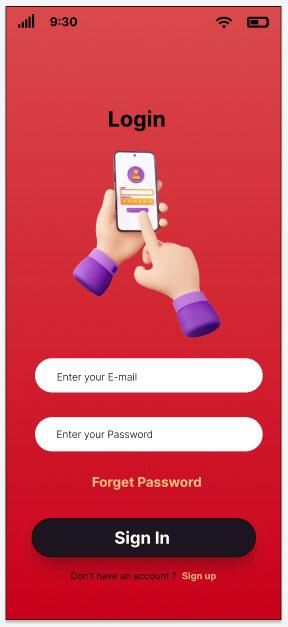 9:30
Login
Enter your E-mail
Enter your Password
Forget Password
Sign In
Don't have an account ? Sign up